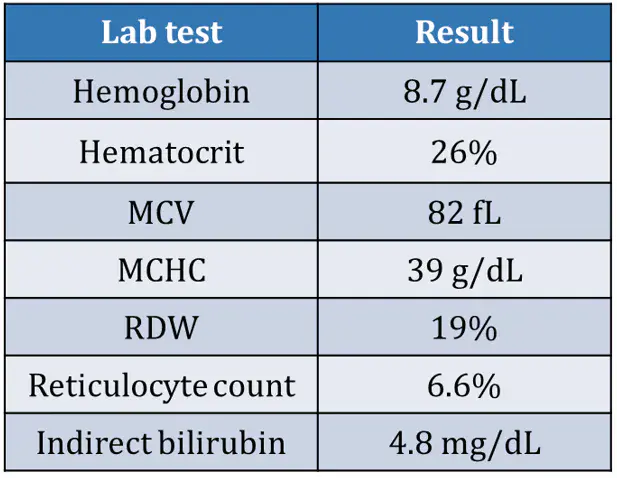 Lab test Result
Hemoglobin 8.7 g/dL
Hematocrit 26%
MCV 82 fL
MCHC 39 g/dL
RDW 19%
Reticulocyte count 6.6%
Indirect bilirubin 4.8 mg/dL